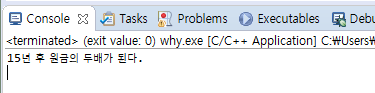 Console Tasks Problems Executables Debu
<terminated> (exit value: 0) why.exe [C/C++ Application] C:₩Users₩
15년 후 원금의 두배가 된다.